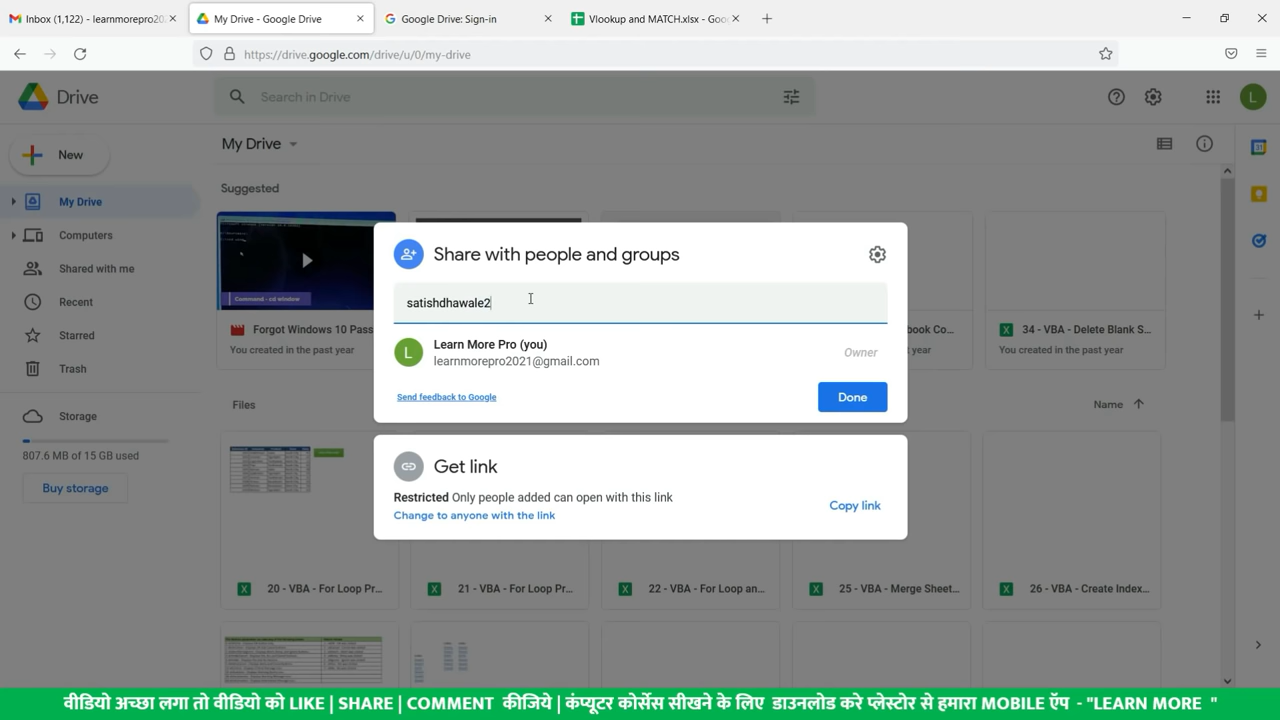 Inbox (1,122) - learnmorepro20
My Drive - Google Drive
Google Drive: Sign-in
Vlookup and MATCH.xlsx - Goo
https://drive.google.com/drive/u/0/my-drive
Drive
Search in Drive
L
New
My Drive
Suggested
My Drive
Computers
Shared with me
Recent
Starred
Trash
Storage
807.6 MB of 15 GB used
Buy storage
Command - cd window
Forgot Windows 10 Pass
You created in the past year
book Co...
34 - VBA - Delete Blank S...
You created in the past year
Share with people and groups
satishdhawale2
L
Learn More Pro (you)
learnmorepro2021@gmail.com
Owner
Send feedback to Google
Done
Get link
Restricted Only people added can open with this link
Change to anyone with the link
Copy link
Files
Name
20 - VBA - For Loop Pr...
21 - VBA - For Loop Pr...
22 - VBA - For Loop an...
25 - VBA - Merge Sheet...
26 - VBA - Create Index...
वीडियो अच्छा लगा तो वीडियो को LIKE | SHARE | COMMENT कीजिये | कंप्यूटर कोर्सेस सीखने के लिए डाउनलोड करे प्लेस्टोर से हमारा MOBILE ऍप - "LEARN MORE "